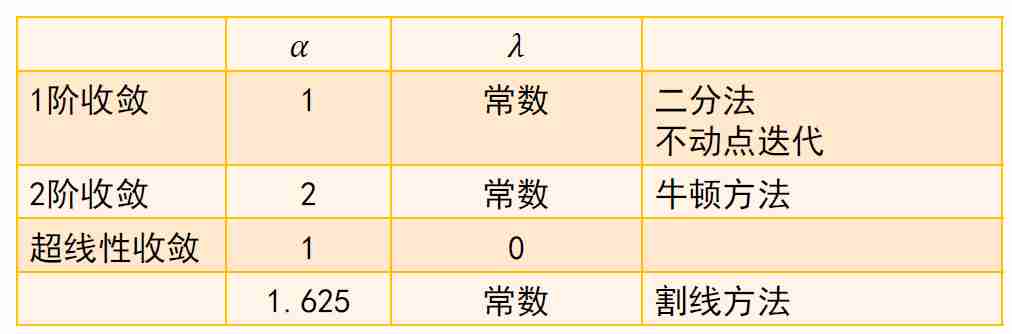 α λ
1阶收敛 1 常数 二分法
不动点迭代
2阶收敛 2 常数 牛顿方法
超线性收敛 1 0
1.625 常数 割线方法